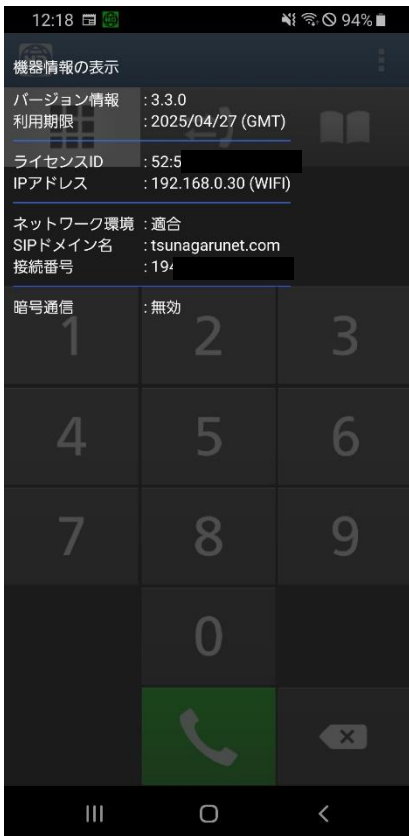 12:18 94%
機器情報の表示
バージョン情報 : 3.3.0
利用期限 : 2025/04/27 (GMT)
ライセンスID : 52:5
IPアドレス : 192.168.0.30 (WIFI)
ネットワーク環境 : 適合
SIPドメイン名 : tsunagarunet.com
接続番号 : 194
暗号通信 : 無効
1 2 3
4 5 6
7 8 9
0